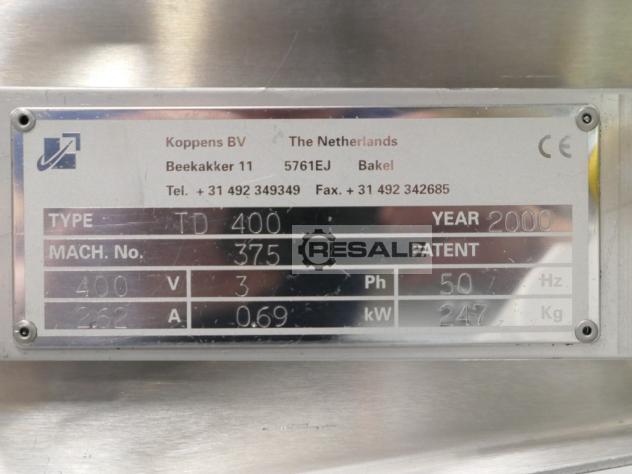 Koppens BV The Netherlands
Beekakker 11 5761EJ Bakel
Tel. + 31 492 349349 Fax. + 31 492 342685
CE
TYPE TD 400 YEAR 2000
MACH. No. 375 PATENT
RESALE
400 V 3 Ph 50 Hz
2.62 A 0.69 kW 247 Kg